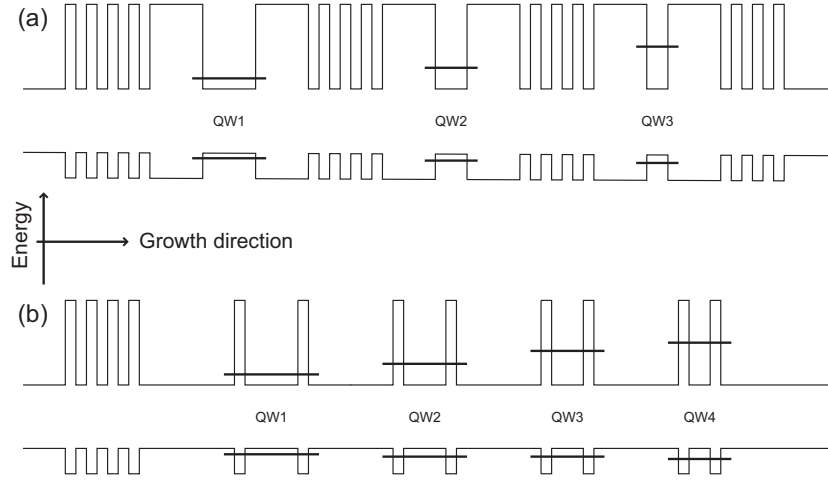 (a)
QW1 QW2 QW3
Energy
Growth direction
(b)
QW1 QW2 QW3 QW4